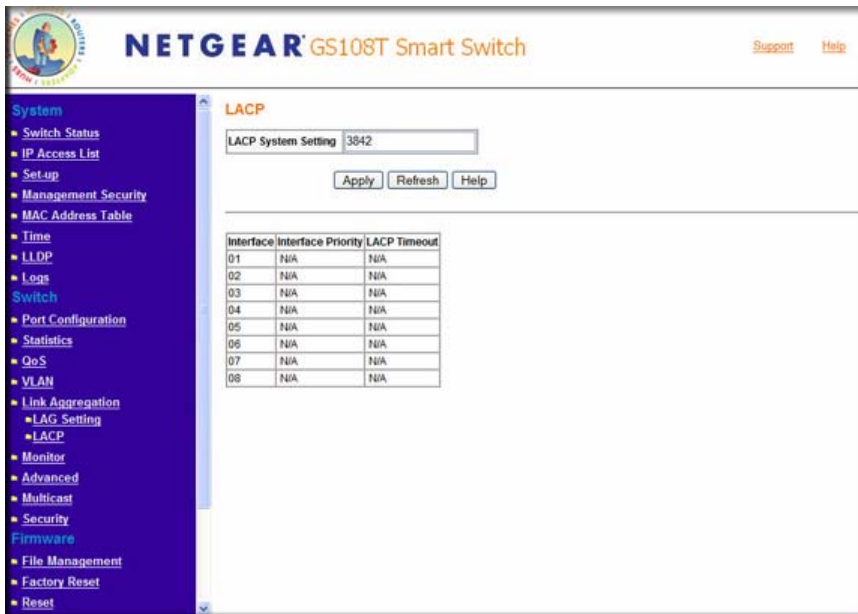 NETGEAR GS108T Smart Switch
Support Help
System
Switch Status
IP Access List
Set-up
Management Security
MAC Address Table
Time
LLDP
Logs
Switch
Port Configuration
Statistics
QoS
VLAN
Link Aggregation
LAG Setting
LACP
Monitor
Advanced
Multicast
Security
Firmware
File Management
Factory Reset
Reset
LACP
LACP System Setting 3842
Apply Refresh Help
Interface Interface Priority LACP Timeout
01 N/A N/A
02 N/A N/A
03 N/A N/A
04 N/A N/A
05 N/A N/A
06 N/A N/A
07 N/A N/A
08 N/A N/A